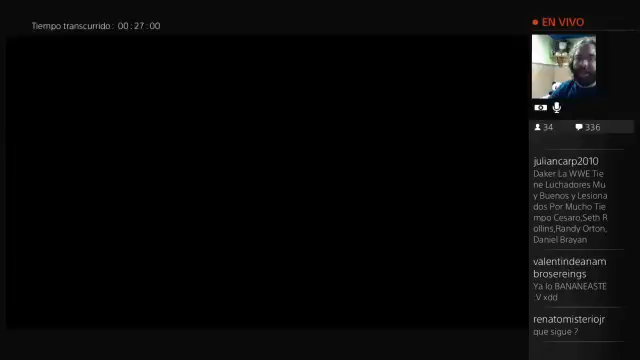 Tiempo transcurrido: 00:27:00
EN VIVO
34 336
juliancarp2010
Daker La WWE Tie
ne Luchadores Mu
y Buenos y Lesiona
dos Por Mucho Tie
mpo Cesaro,Seth R
ollins,Randy Orton,
Daniel Brayan
valentindeanam
brosereings
Ya lo BANANEASTE
:V xdd
renatomisteriojr
que sigue ?